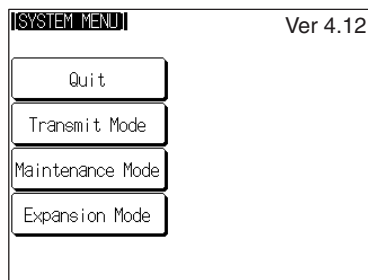 [SYSTEM MENU]
Ver 4.12
Quit
Transmit Mode
Maintenance Mode
Expansion Mode